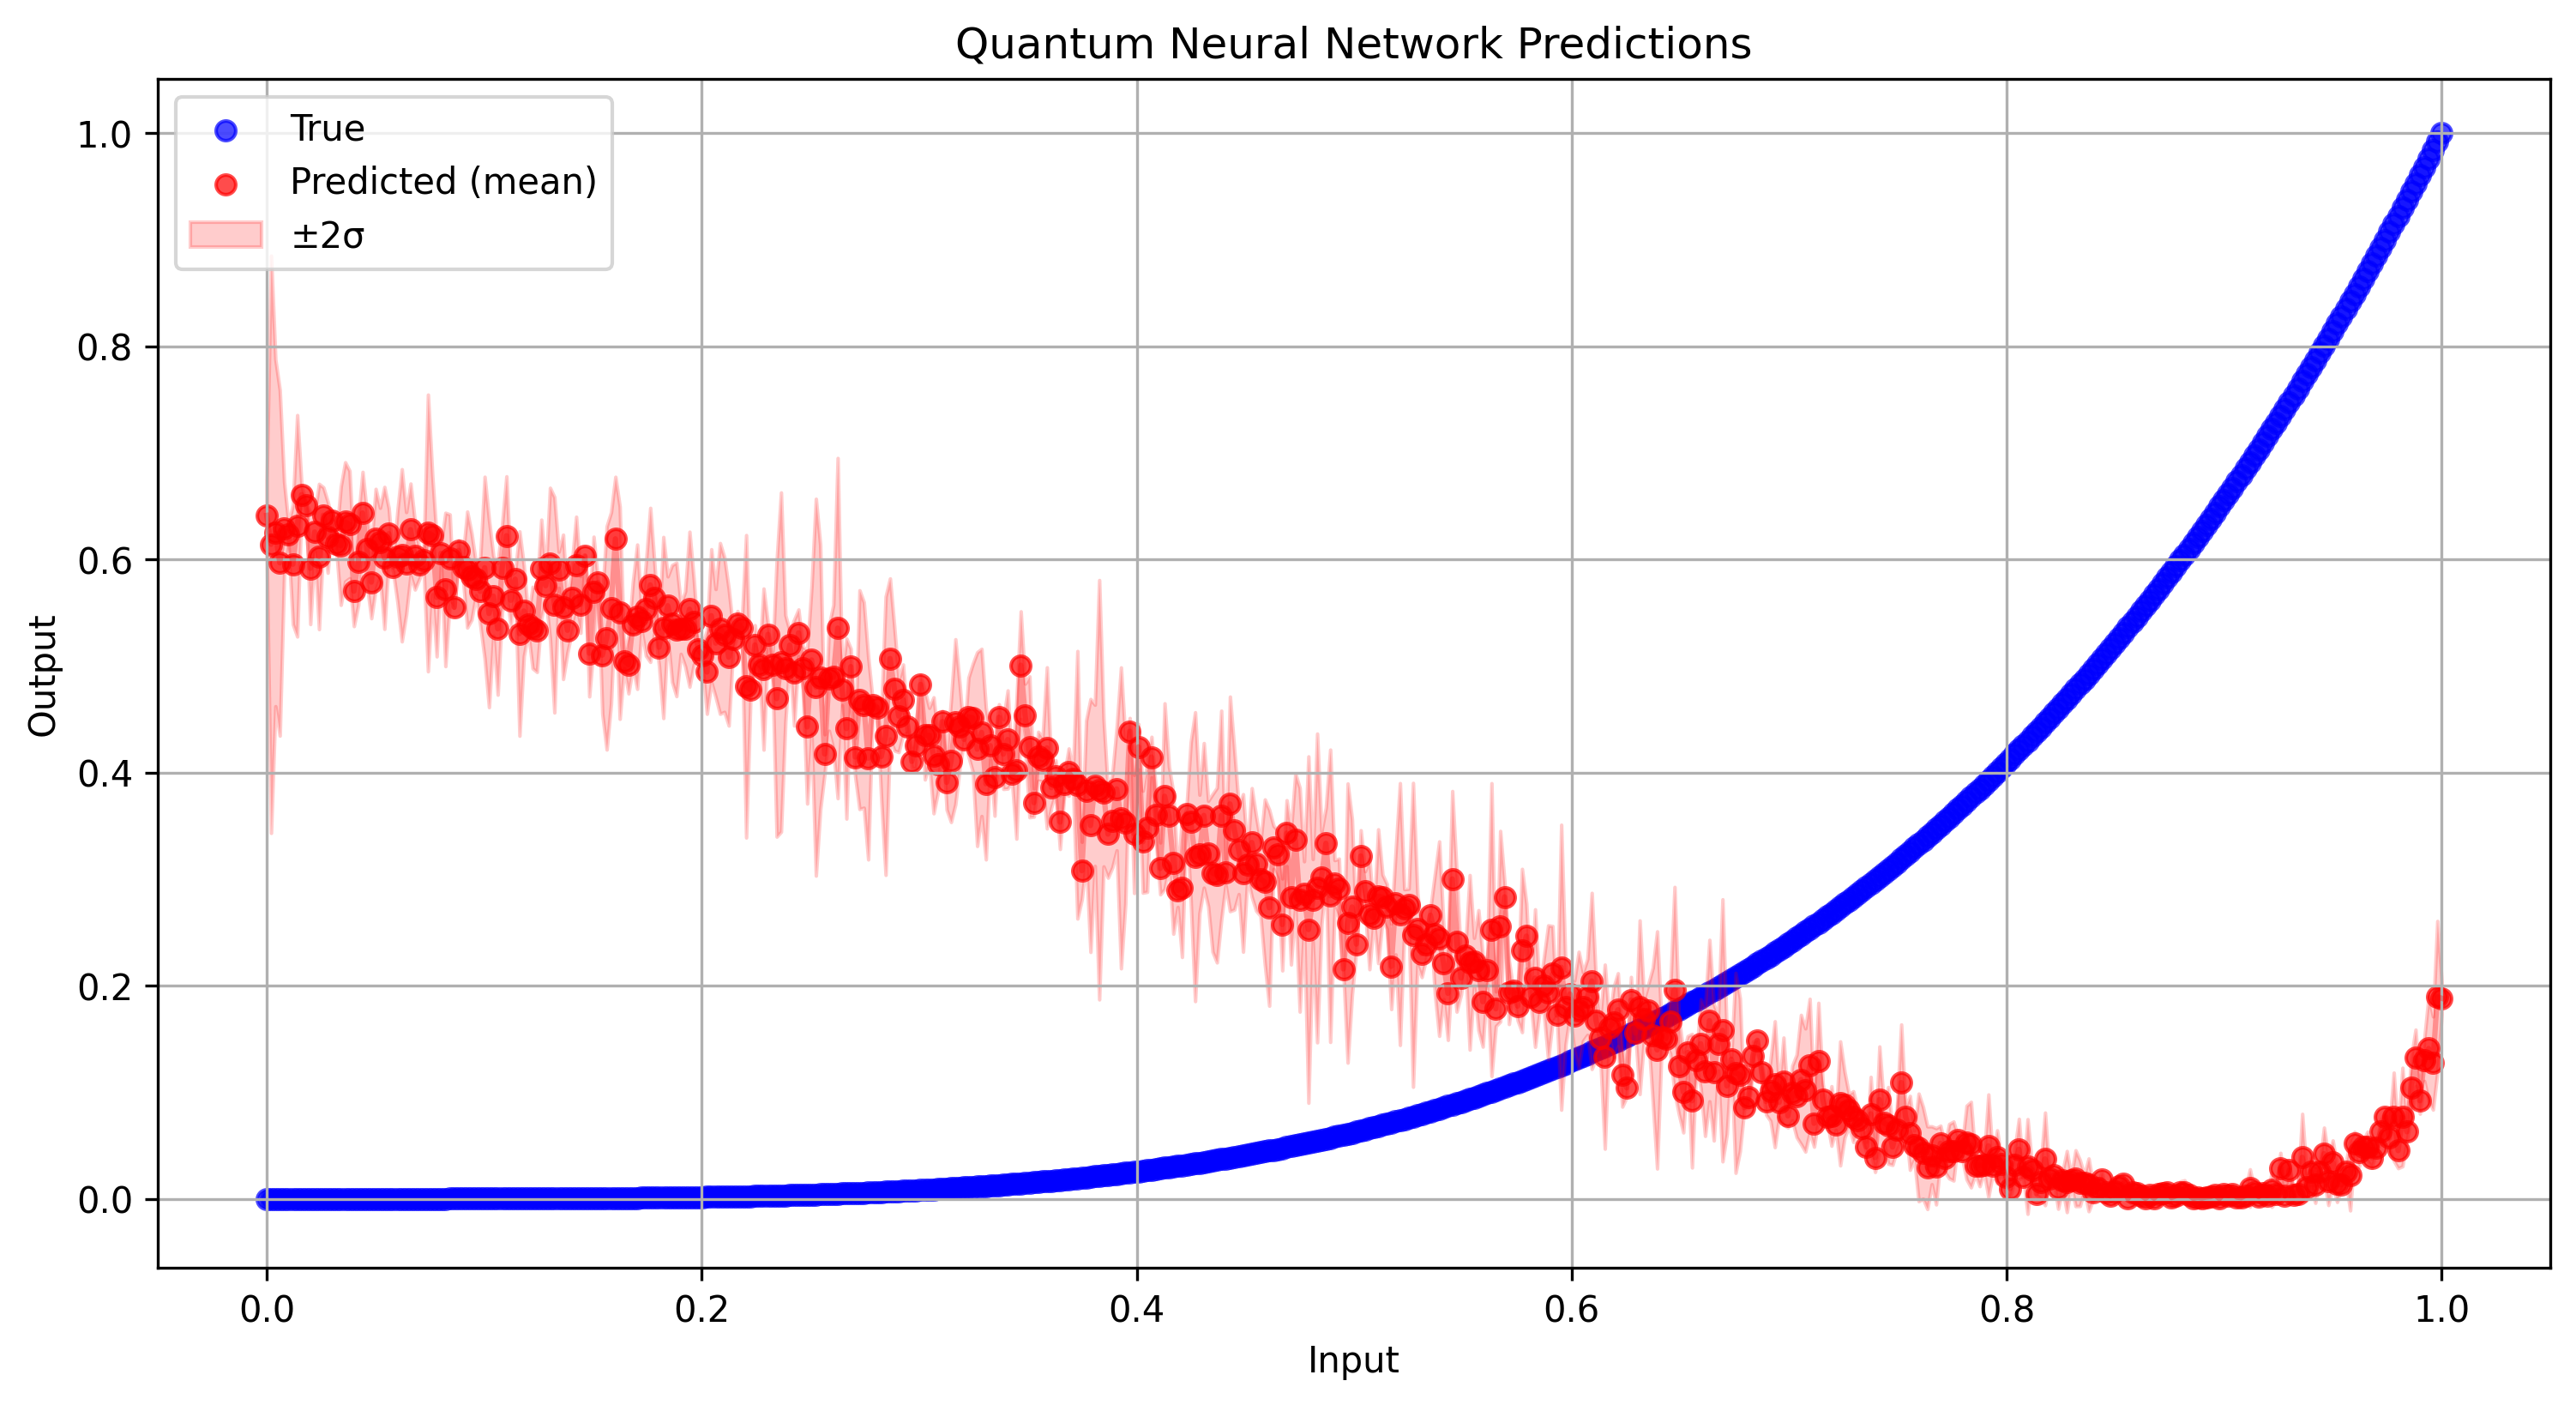 Quantum Neural Network Predictions
True
Predicted (mean)
±2σ
Output
1.0
0.8
0.6
0.4
0.2
0.0
0.0 0.2 0.4 0.6 0.8 1.0
Input